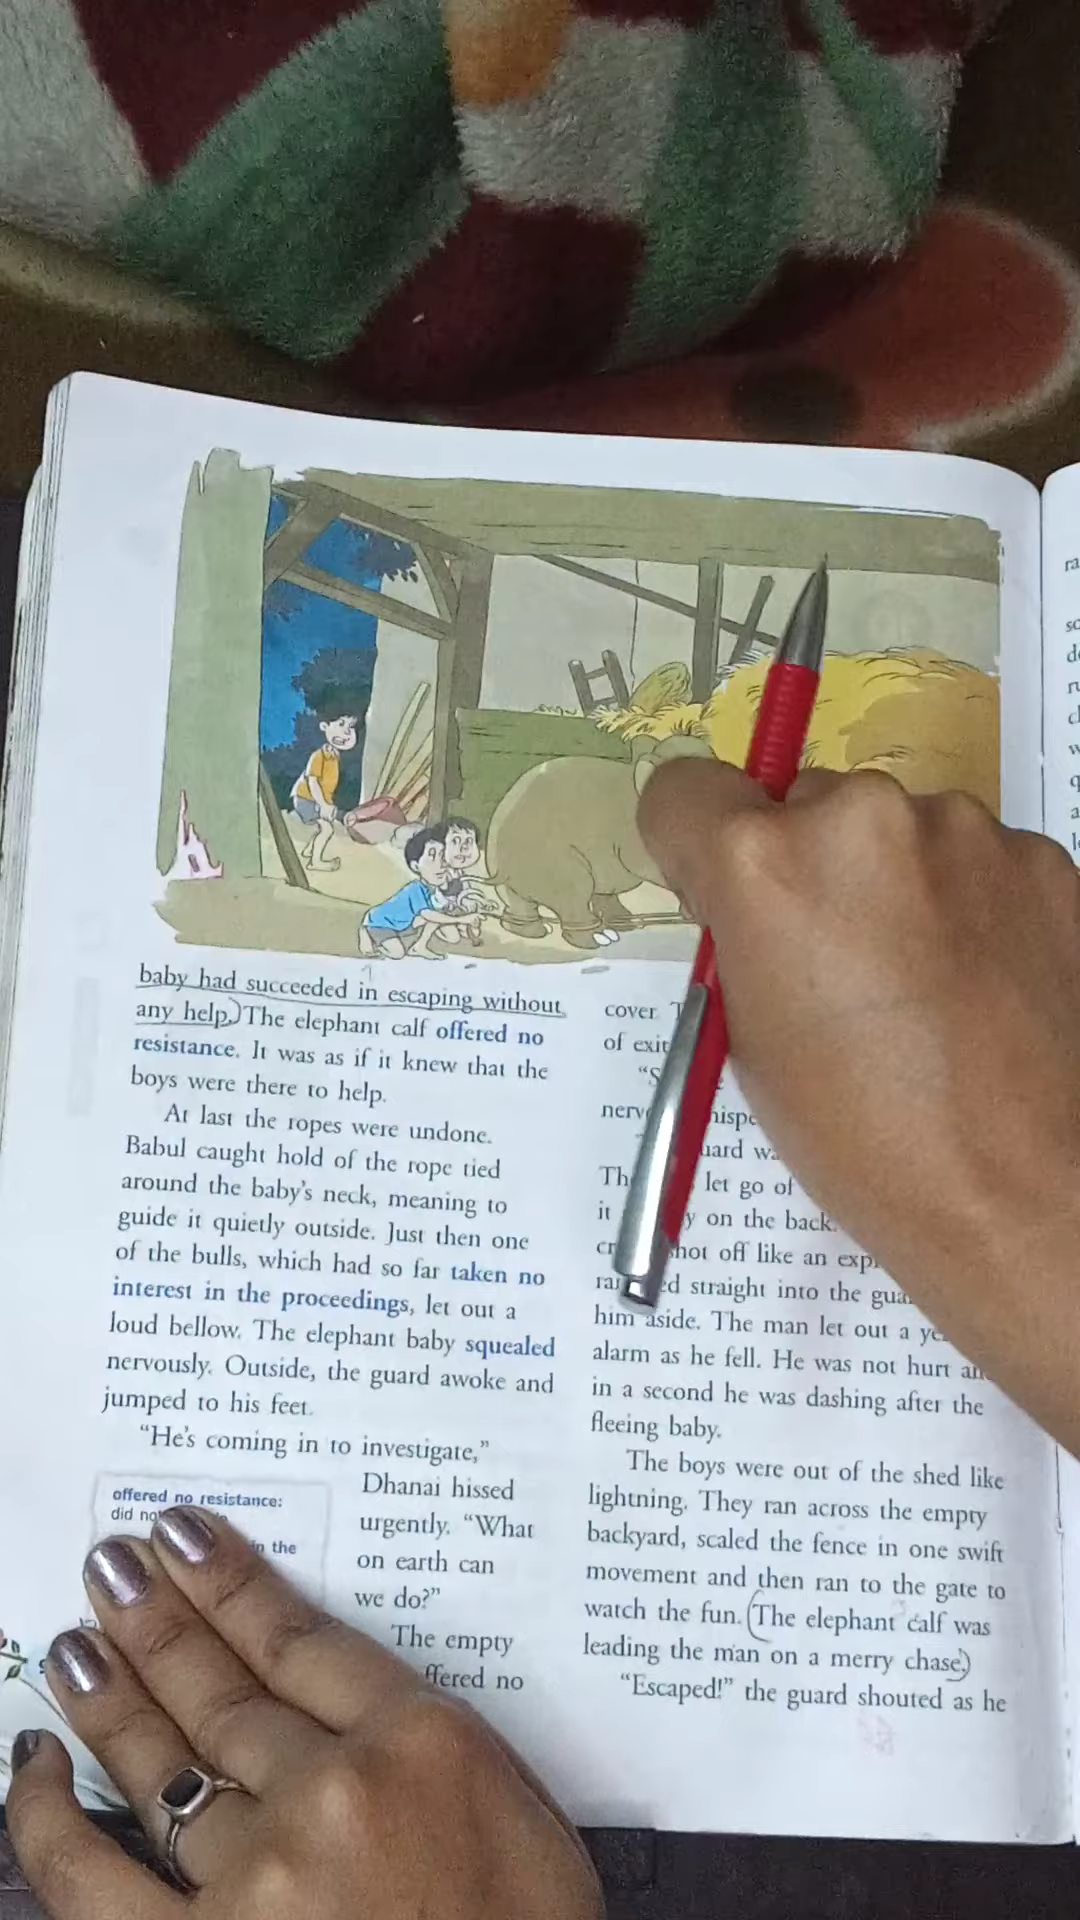 baby had succeeded in escaping without
any help. The elephant calf offered no
resistance. It was as if it knew that the
boys were there to help.
At last the ropes were undone.
Babul caught hold of the rope tied
around the baby's neck, meaning to
guide it quietly outside. Just then one
of the bulls, which had so far taken no
interest in the proceedings, let out a
loud bellow. The elephant baby squealed
nervously. Outside, the guard awoke and
jumped to his feet.
"He's coming in to investigate,"
Dhanai hissed
urgently. "What
on earth can
we do?"
The empty
ffered no
offered no resistance:
did no
in the
cover.
of exit
let go of
it on the back.
shot off like an
straight into the
him aside. The man let out a
alarm as he fell. He was not hurt
in a second he was dashing after the
fleeing baby.
The boys were out of the shed like
lightning. They ran across the empty
backyard, scaled the fence in one swift
movement and then ran to the gate to
watch the fun. (The elephant calf was
leading the man on a merry chase.)
"Escaped!" the guard shouted as he